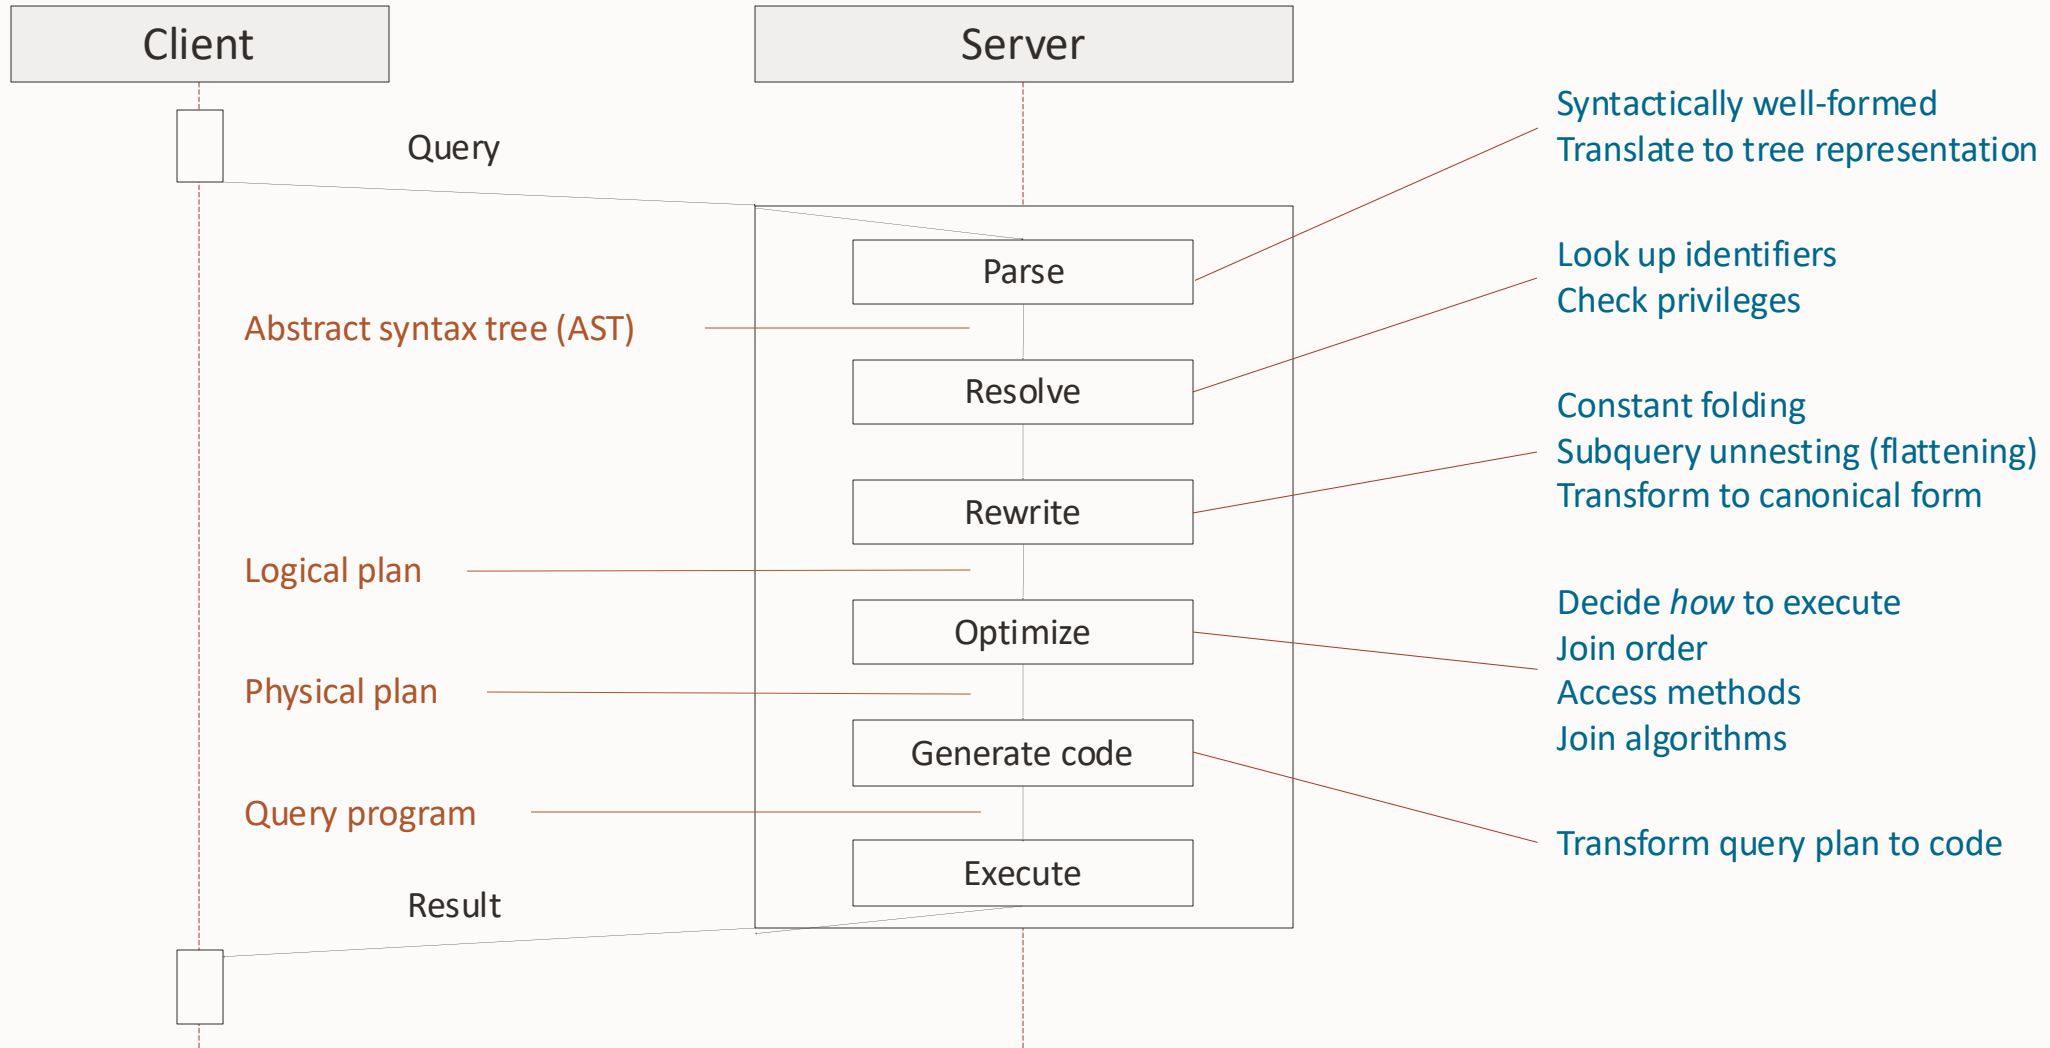 Client
Server
Query
Parse
Syntactically well-formed
Translate to tree representation
Abstract syntax tree (AST)
Resolve
Look up identifiers
Check privileges
Rewrite
Constant folding
Subquery unnesting (flattening)
Transform to canonical form
Logical plan
Optimize
Decide how to execute
Join order
Access methods
Join algorithms
Physical plan
Generate code
Transform query plan to code
Query program
Execute
Result